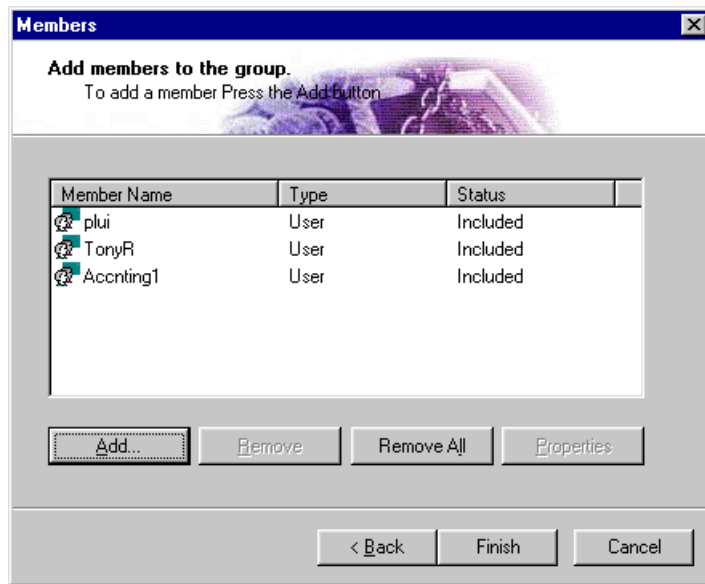 Members
Add members to the group.
To add a member Press the Add button
Member Name Type Status
plui User Included
TonyR User Included
Accnting1 User Included
Add... Remove Remove All Properties
< Back Finish Cancel